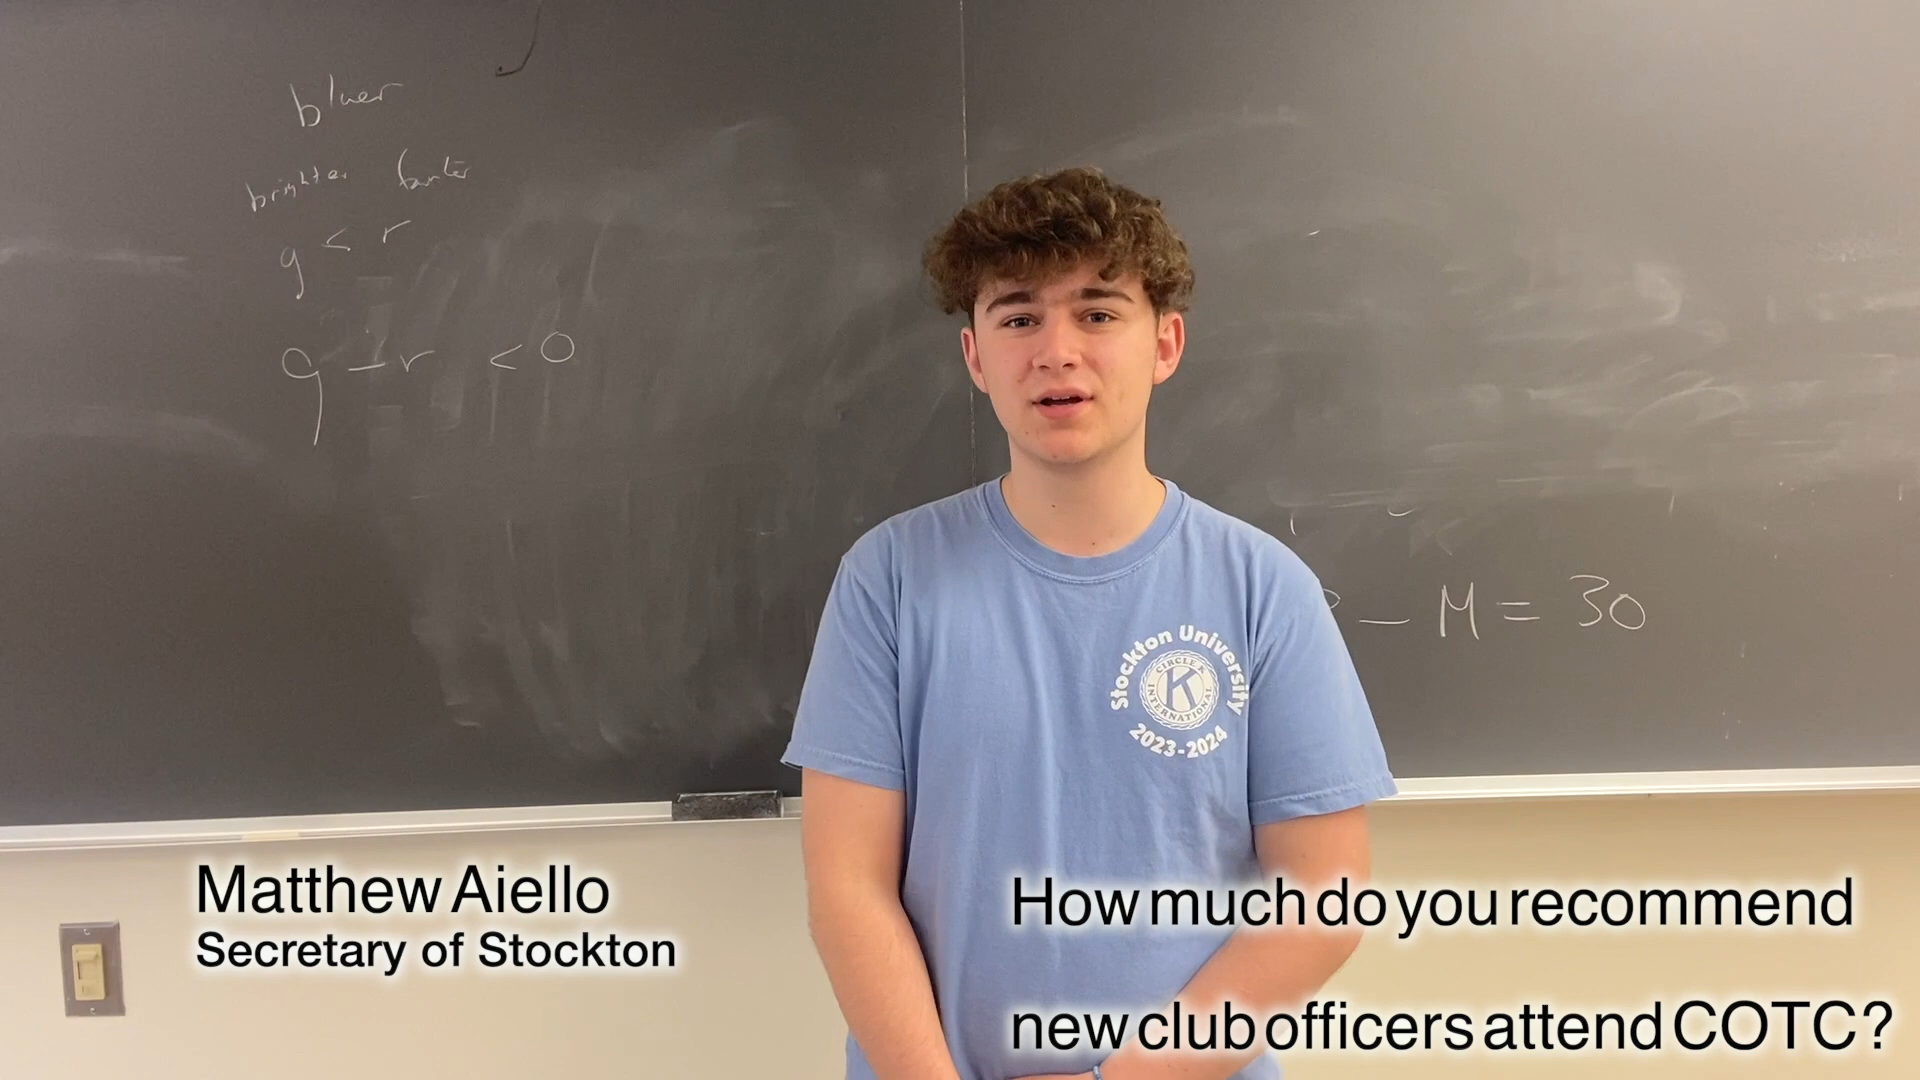 bluer
brighter fainter
g < r
g - r < 0
- M = 30
Stockton University
CIRCLE K
INTERNATIONAL
K
2023-2024
Matthew Aiello
Secretary of Stockton
How much do you recommend
new club officers attend COTC?